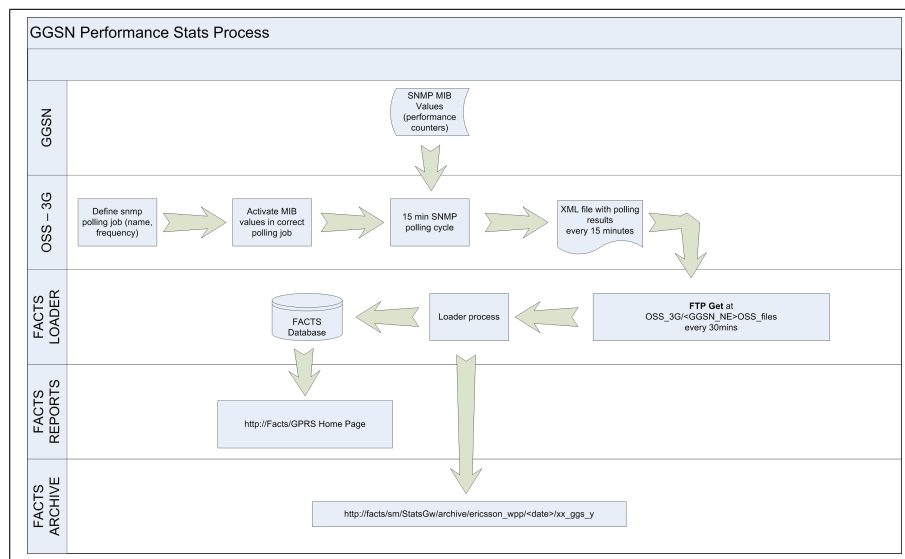 GGSN Performance Stats Process
GGSN
SNMP MIB
Values
(performance
counters)
OSS – 3G
Define snmp
polling job (name,
frequency)
Activate MIB
values in correct
polling job
15 min SNMP
polling cycle
XML file with polling
results
every 15 minutes
FACTS
LOADER
FACTS
Database
Loader process
FTP Get at
OSS_3G/<GGSN_NE>OSS_files
every 30mins
FACTS
REPORTS
http://Facts/GPRS Home Page
FACTS
ARCHIVE
http://facts/sm/StatsGw/archive/ericsson_wpp/<date>/xx_ggs_y